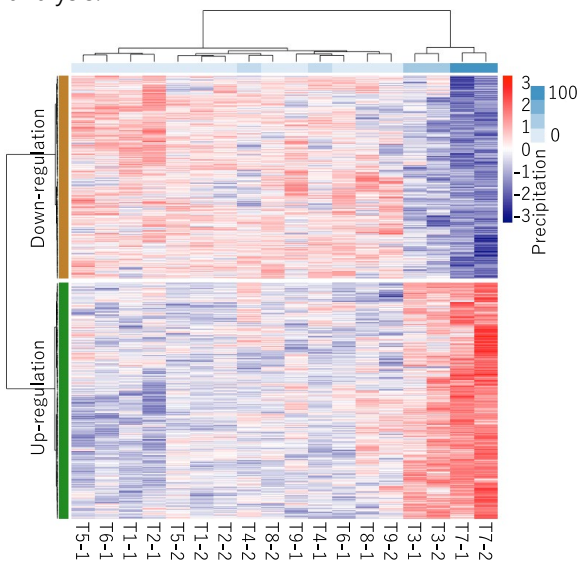 Down-regulation
Up-regulation
3
2
1
0
-1
-2
-3
100
0
Precipitation
T5-1
T6-1
T1-1
T2-1
T5-2
T1-2
T2-2
T4-2
T8-2
T9-1
T4-1
T6-1
T8-1
T9-2
T3-1
T3-2
T7-1
T7-2